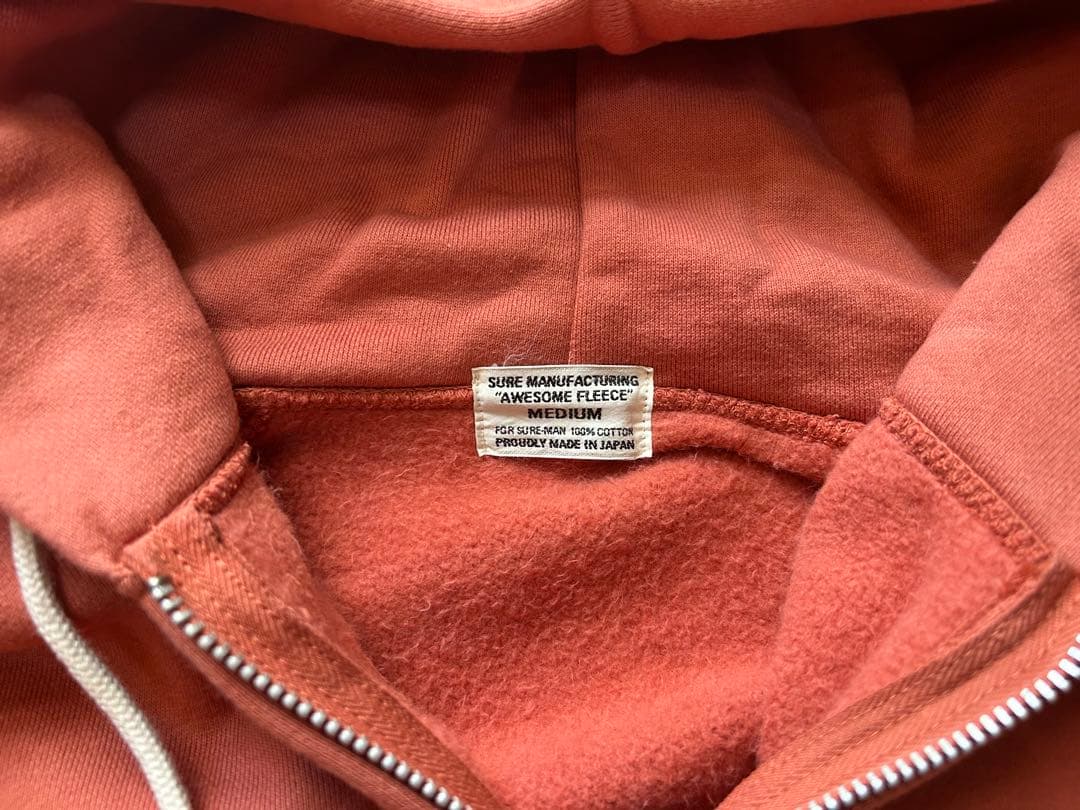 SURE MANUFACTURING
"AWESOME FLEECE"
MEDIUM
FOR SURE-MAN 100% COTTON
PROUDLY MADE IN JAPAN